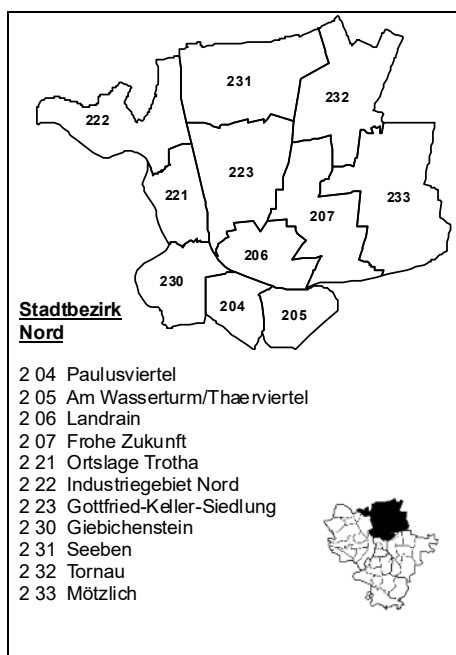 231
232
222
223
221
233
207
206
230
204
205
Stadtbezirk
Nord
2 04 Paulusviertel
2 05 Am Wasserturm/Thaerviertel
2 06 Landrain
2 07 Frohe Zukunft
2 21 Ortslage Trotha
2 22 Industriegebiet Nord
2 23 Gottfried-Keller-Siedlung
2 30 Giebichenstein
2 31 Seeben
2 32 Tornau
2 33 Mötzlich